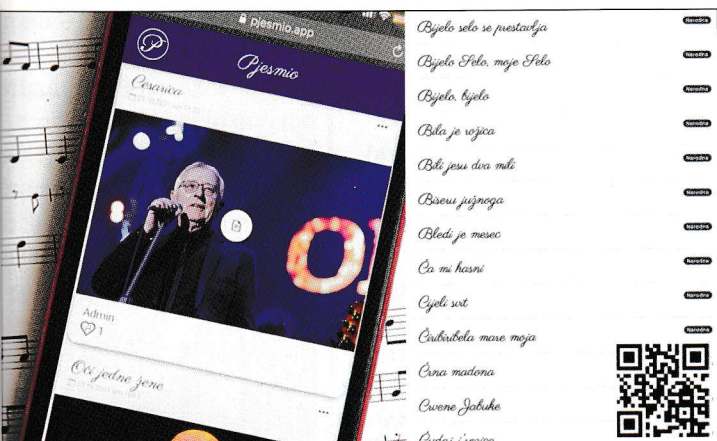 pjesmio.app
P
Pjesmio
Cesarica
Admin
1
Oči jedne žene
Bijelo selo se prestavlja
Narodna
Bijelo Selo, moje Selo
Narodna
Bijelo, bijelo
Narodna
Bila je rožica
Narodna
Bili jesu dva mili
Narodna
Biseru južnoga
Narodna
Bledi je mesec
Narodna
Ča mi hasni
Narodna
Cijeli svit
Narodna
Ćiribiribela mare moja
Narodna
Crna madona
Crvene Jabuke